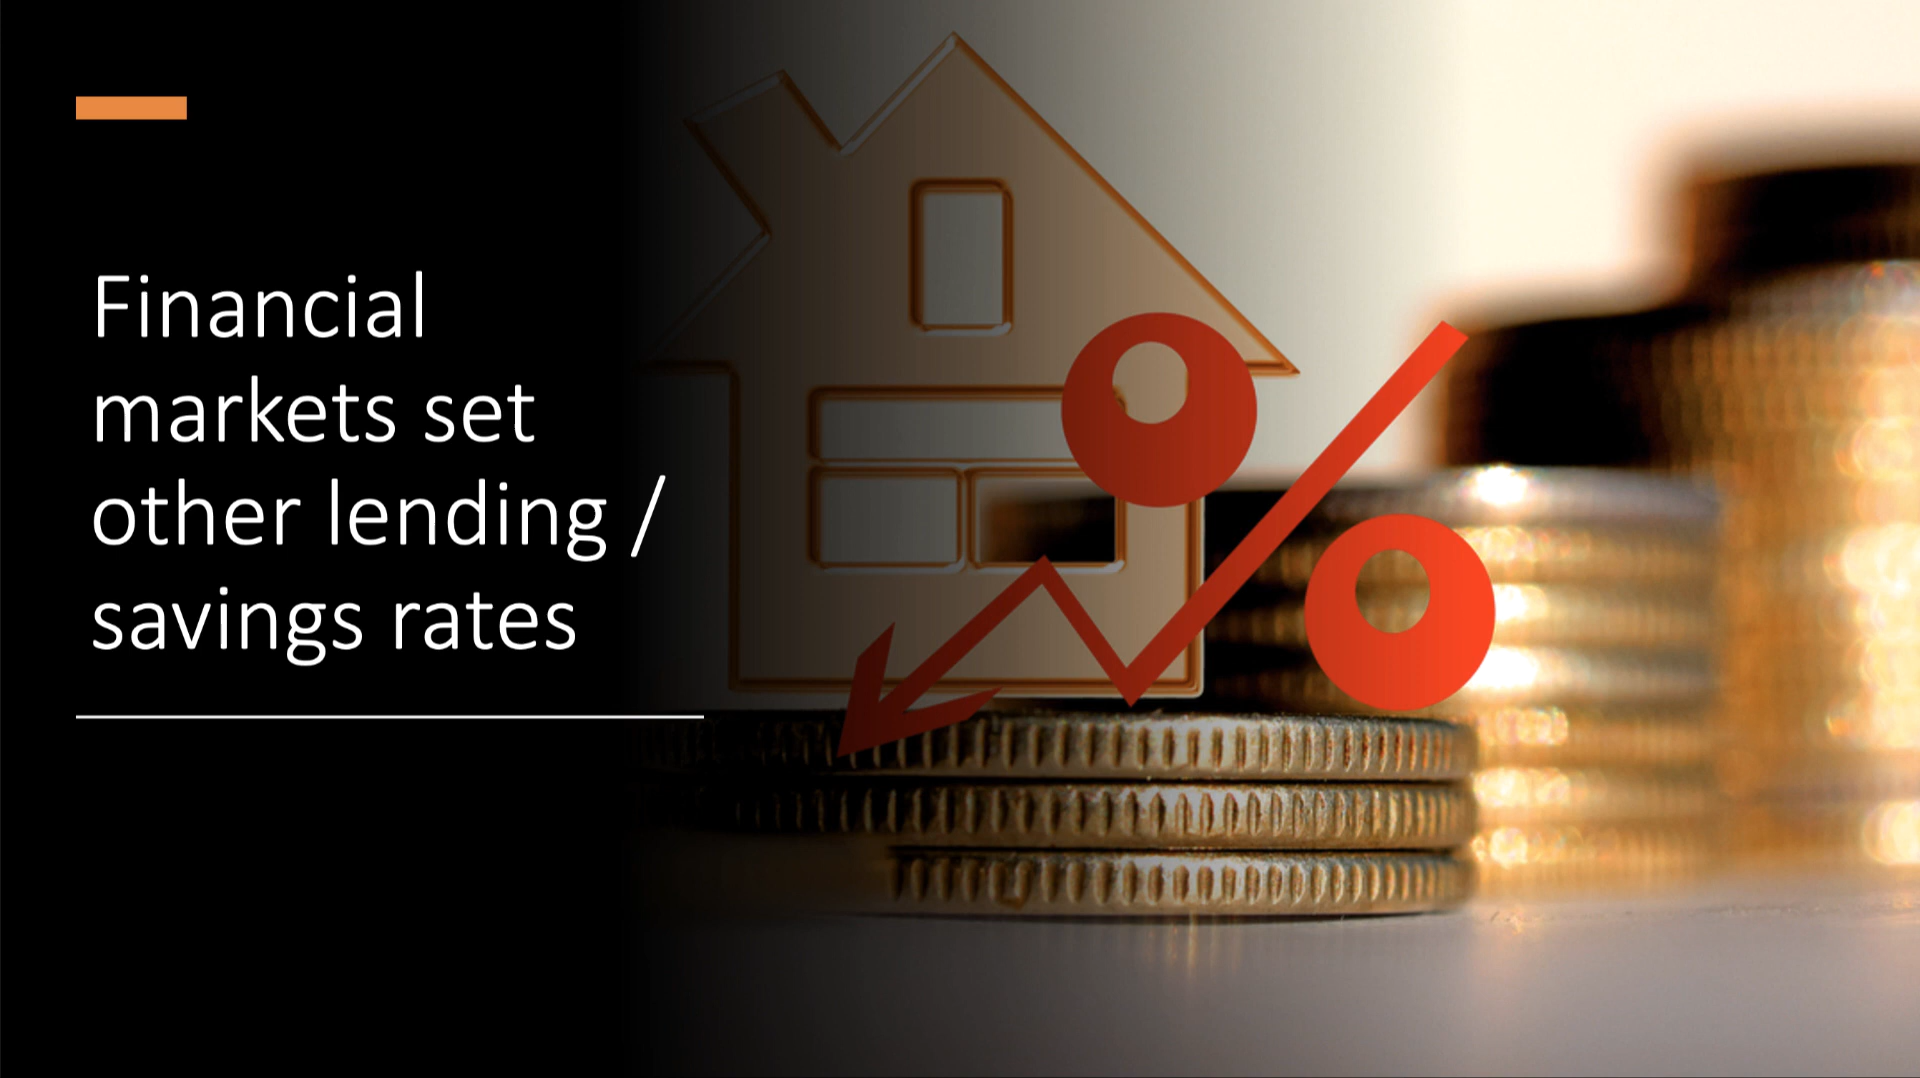 Financial
markets set
other lending /
savings rates